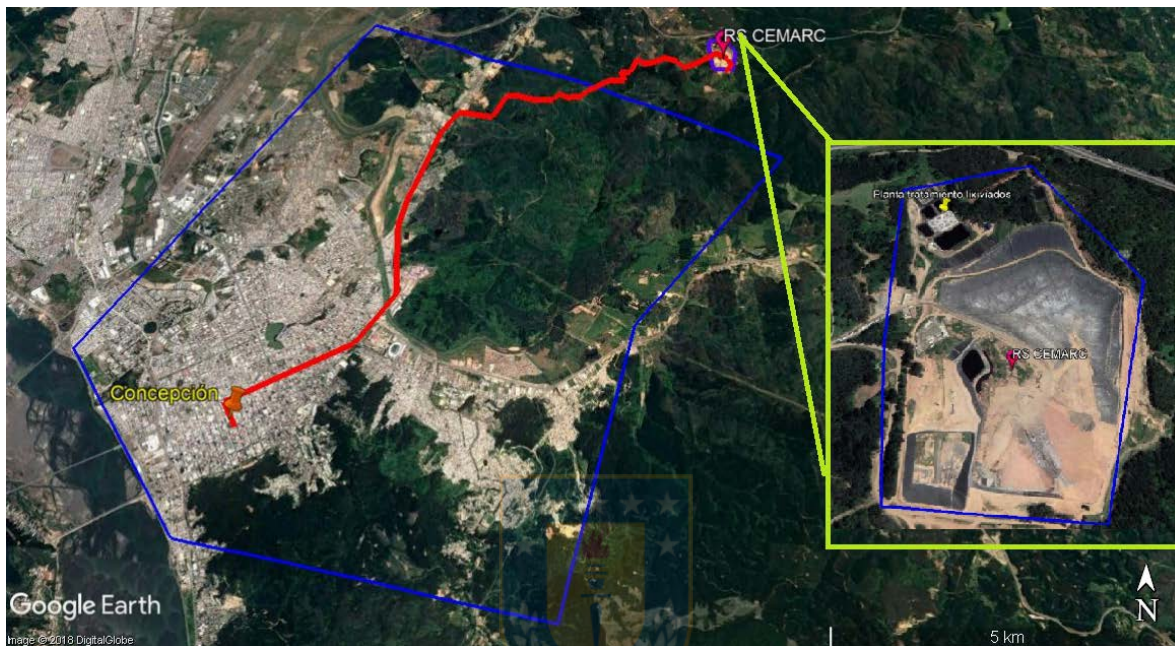 RS CEMARC
Planta tratamiento lixiviados
RS CEMARC
Concepción
Google Earth
Image © 2018 DigitalGlobe
N
5 km